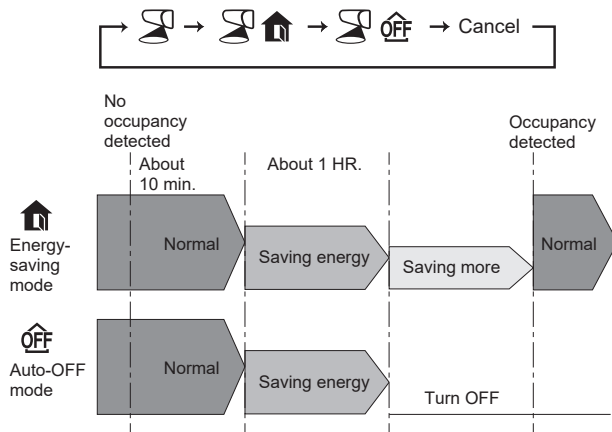 OFF
Cancel
No
occupancy
detected
Occupancy
detected
About
10 min.
About 1 HR.
Energy-
saving
mode
Normal
Saving energy
Saving more
Normal
OFF
Auto-OFF
mode
Normal
Saving energy
Turn OFF